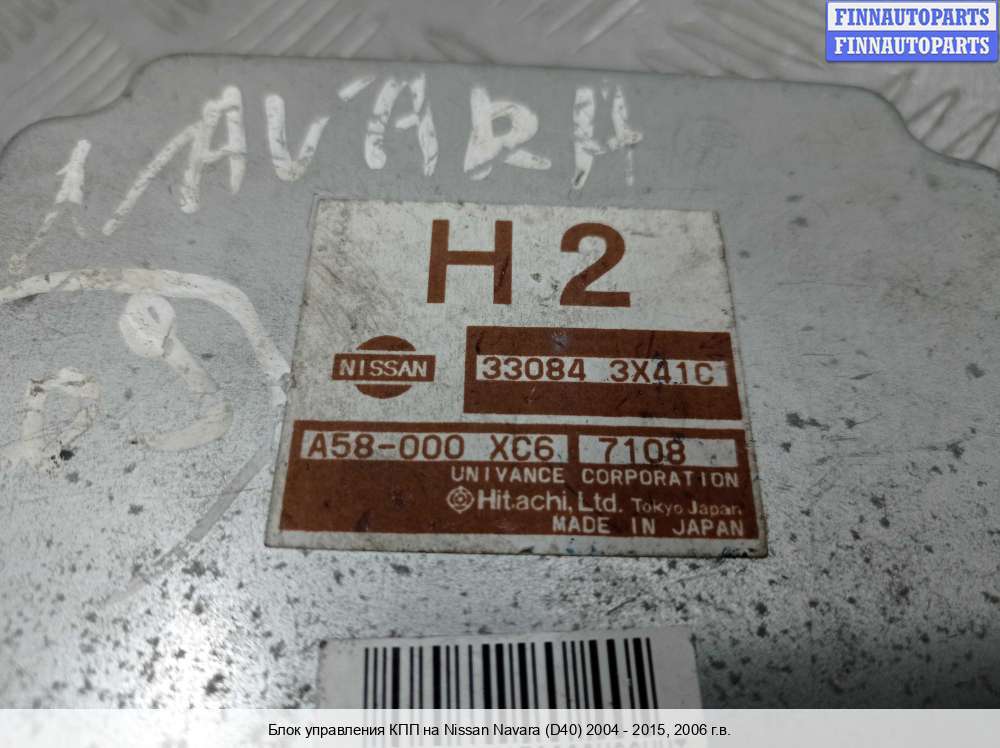 FINNAUTOPARTS
FINNAUTOPARTS
NAVARA
H2
NISSAN
33084 3X41C
A58-000 XC6 7108
UNIVANCE CORPORATION
Hitachi, Ltd. Tokyo Japan
MADE IN JAPAN
Блок управления КПП на Nissan Navara (D40) 2004 - 2015, 2006 г.в.